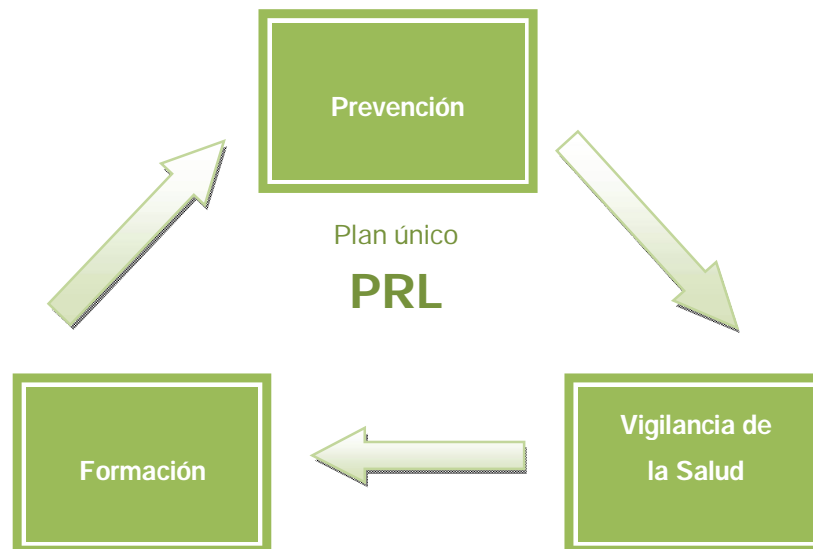 Prevención
Plan único
PRL
Formación
Vigilancia de
la Salud